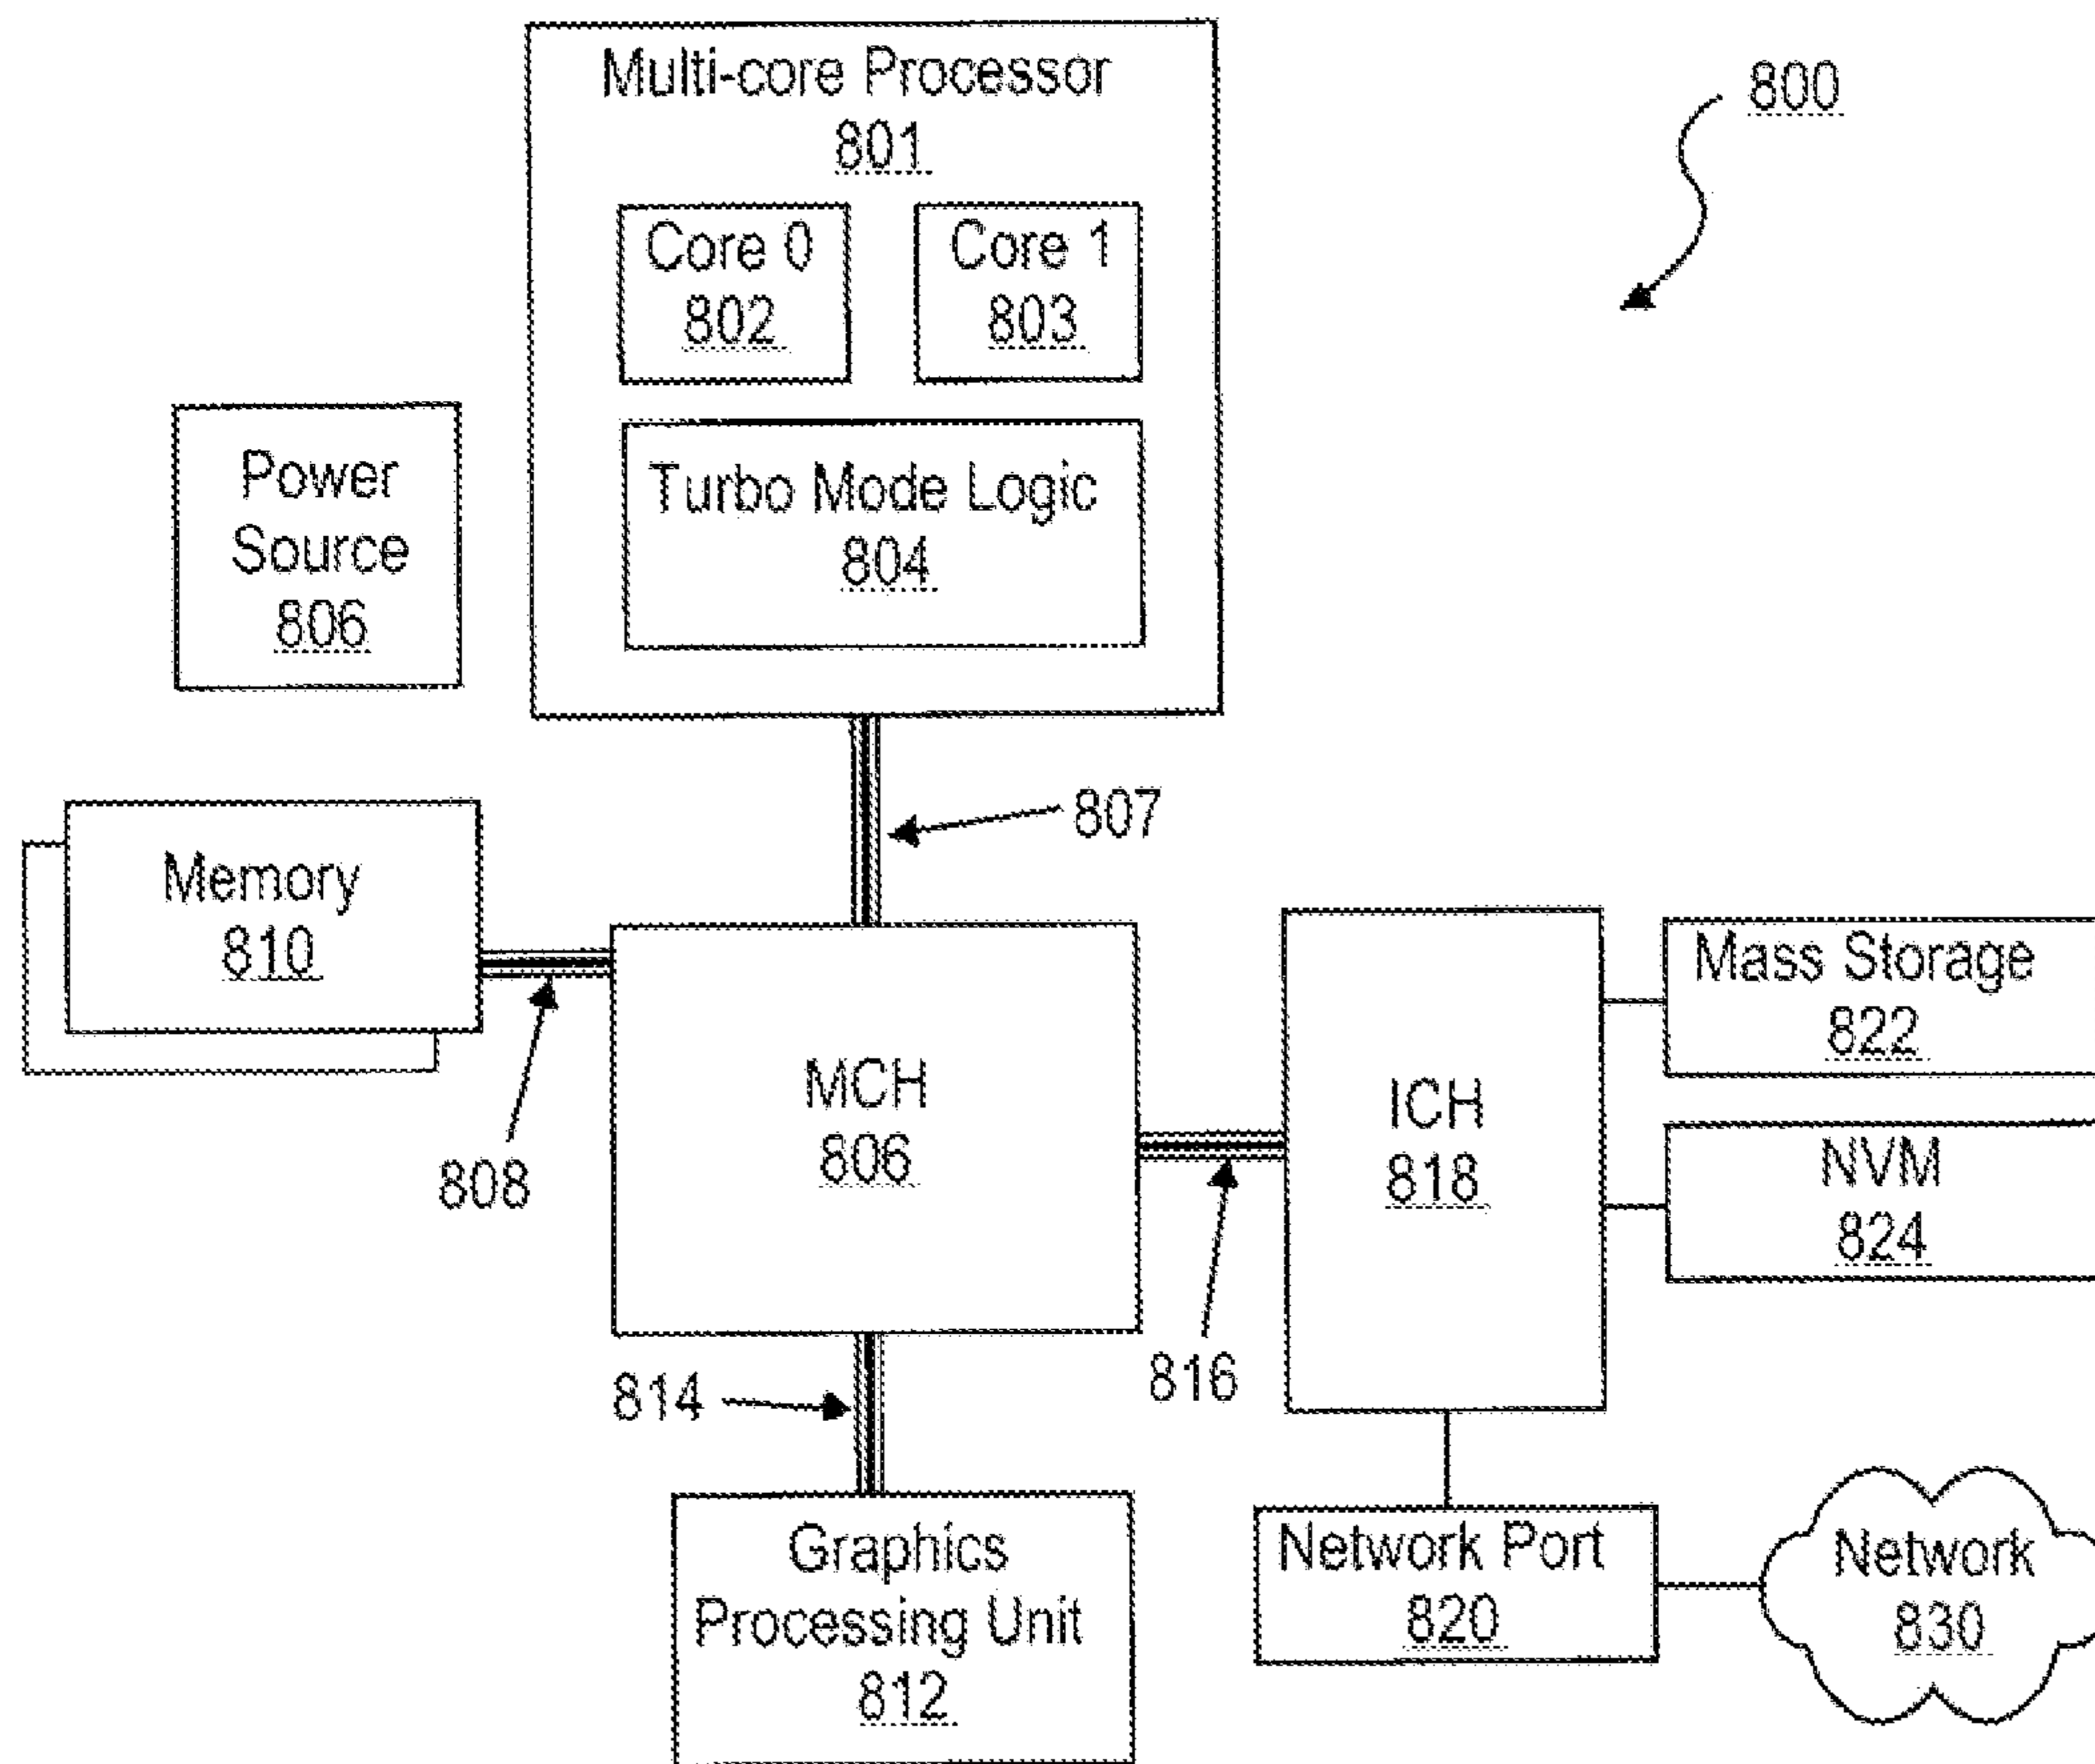 Multi-core Processor
801
800
Core 0
802
Core 1
803
Turbo Mode Logic
804
Power
Source
806
807
Memory
810
808
MCH
806
ICH
818
816
Mass Storage
822
NVM
824
814
Graphics
Processing Unit
812
Network Port
820
Network
830